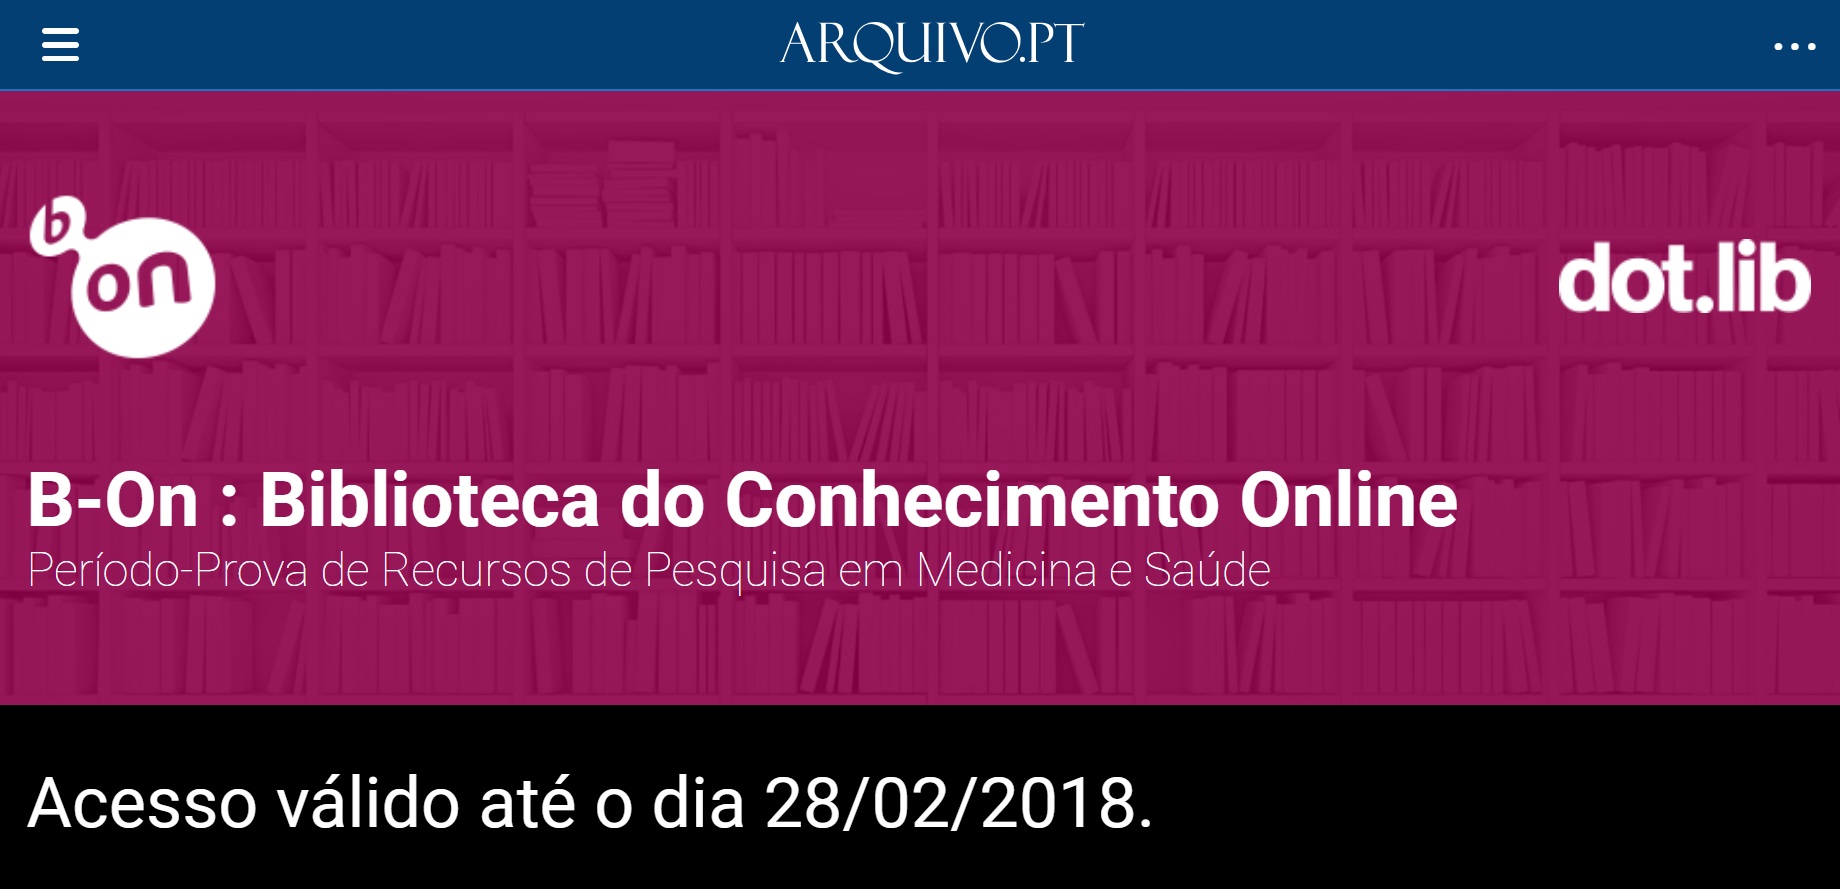 ARQUIVO.PT
b on
dot.lib
B-On : Biblioteca do Conhecimento Online
Período-Prova de Recursos de Pesquisa em Medicina e Saúde
Acesso válido até o dia 28/02/2018.